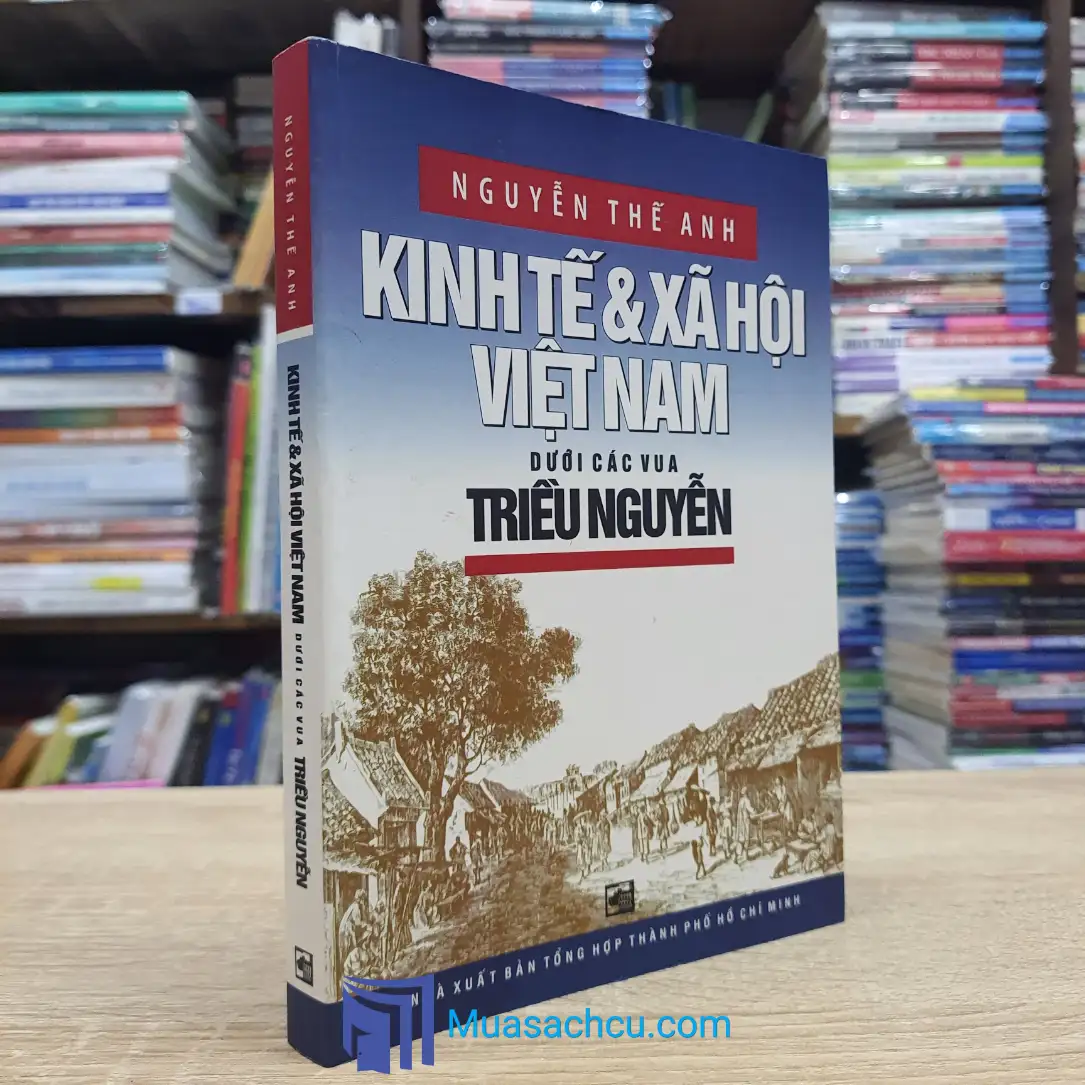 NGUYỄN THẾ ANH
KINH TẾ & XÃ HỘI
VIỆT NAM
DƯỚI CÁC VUA
TRIỀU NGUYỄN
NHÀ XUẤT BẢN TỔNG HỢP THÀNH PHỐ HỒ CHÍ MINH
NGUYỄN THẾ ANH
KINH TẾ & XÃ HỘI VIỆT NAM DƯỚI CÁC VUA TRIỀU NGUYỄN
Muasachcu.com